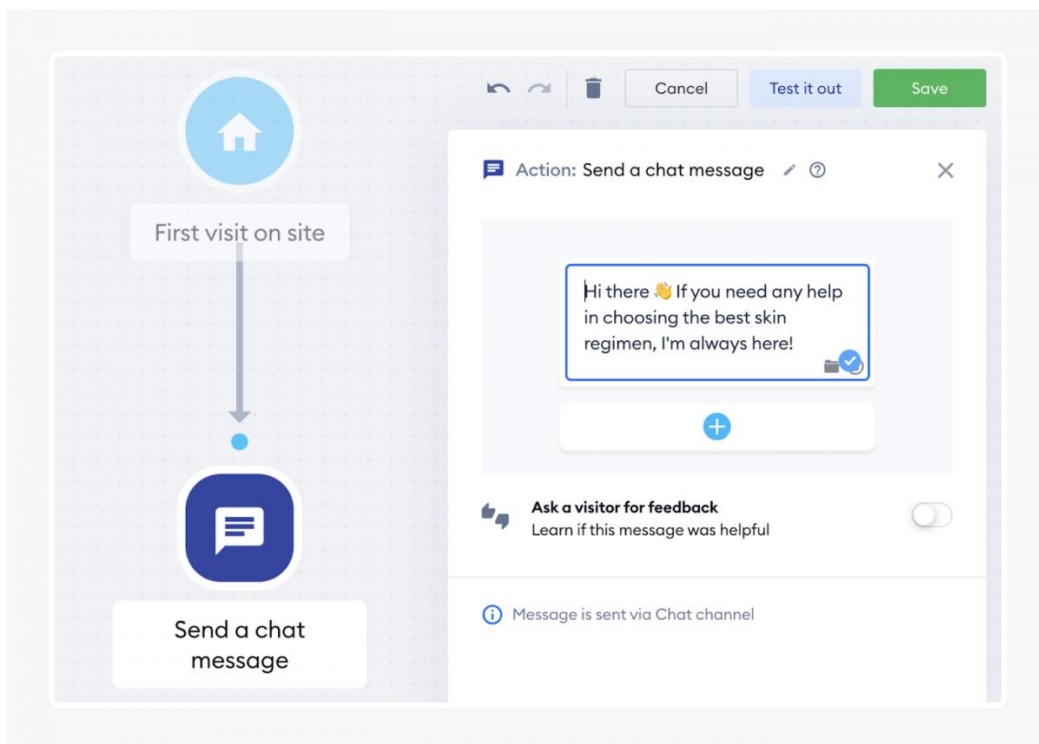 Cancel
Test it out
Save
First visit on site
Action: Send a chat message
Hi there 👋 If you need any help
in choosing the best skin
regimen, I'm always here!
Ask a visitor for feedback
Learn if this message was helpful
Send a chat
message
Message is sent via Chat channel